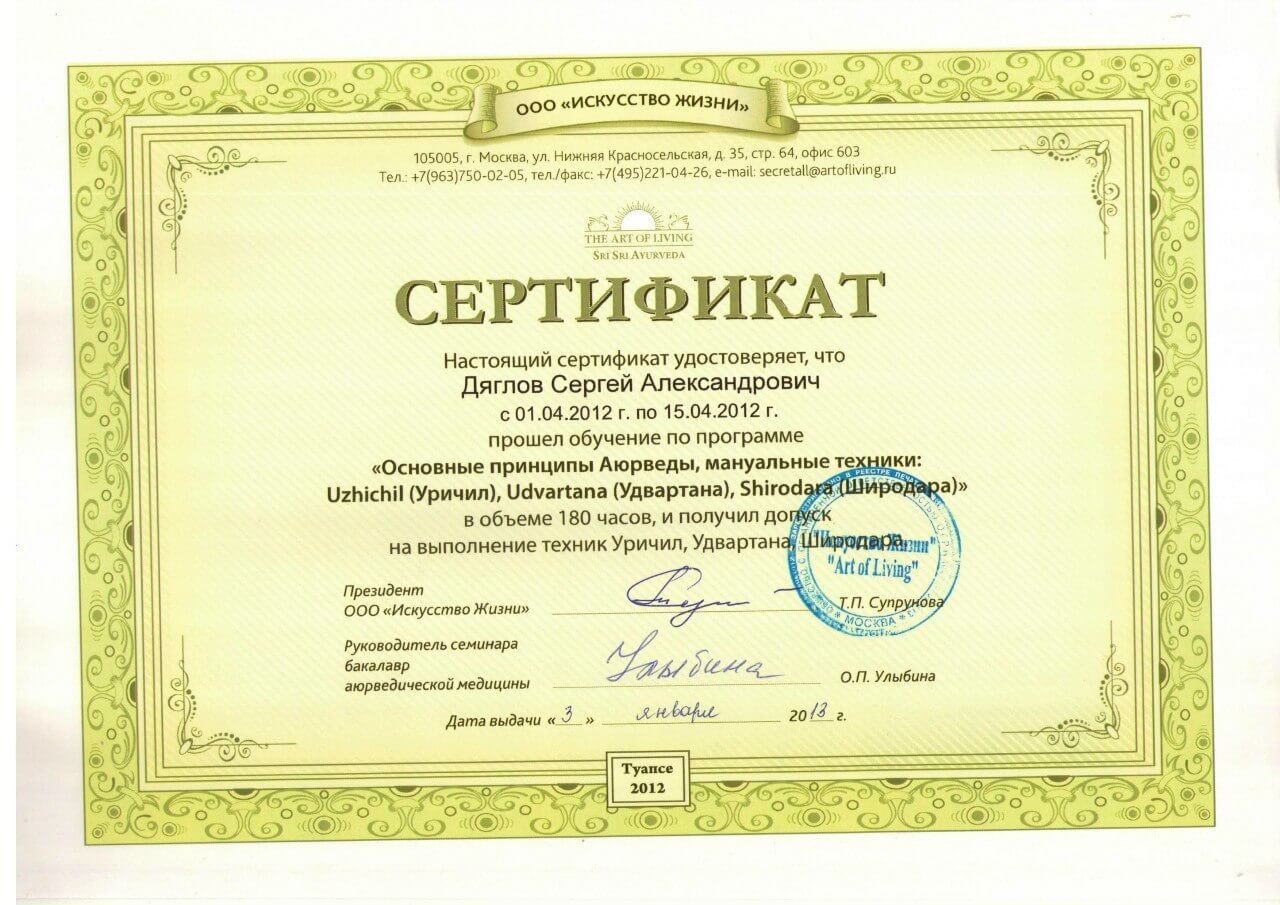 ООО «ИСКУССТВО ЖИЗНИ»
105005, г. Москва, ул. Нижняя Красносельская, д. 35, стр. 64, офис 603
Тел.: +7(963)750-02-05, тел./факс: +7(495)221-04-26, e-mail: secretall@artofliving.ru
THE ART OF LIVING
SRI SRI AYURVEDA
СЕРТИФИКАТ
Настоящий сертификат удостоверяет, что
Дяглов Сергей Александрович
с 01.04.2012 г. по 15.04.2012 г.
прошел обучение по программе
«Основные принципы Аюрведы, мануальные техники:
Uzhichil (Уричил), Udvartana (Удвартана), Shirodara (Широдара)»
в объеме 180 часов, и получил допуск
на выполнение техник Уричил, Удвартана, Широдара.
"Искусство Жизни"
"Art of Living"
* МОСКВА *
Президент
ООО «Искусство Жизни» Т.П. Супрунова
Руководитель семинара
бакалавр
аюрведической медицины Улыбина О.П. Улыбина
Дата выдачи « 3 » января 2013 г.
Туапсе
2012